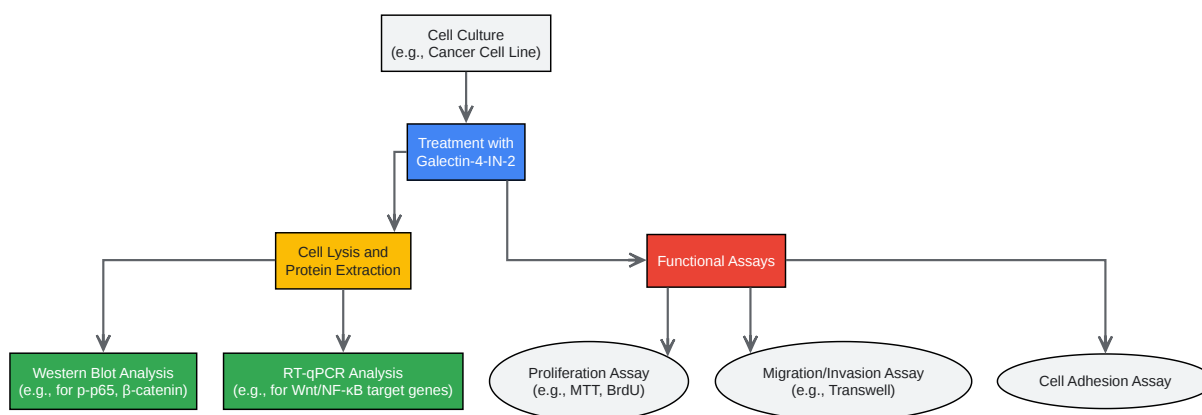 Cell Culture
(e.g., Cancer Cell Line)
Treatment with
Galectin-4-IN-2
Cell Lysis and
Protein Extraction
Functional Assays
Western Blot Analysis
(e.g., for p-p65, β-catenin)
RT-qPCR Analysis
(e.g., for Wnt/NF-κB target genes)
Proliferation Assay
(e.g., MTT, BrdU)
Migration/Invasion Assay
(e.g., Transwell)
Cell Adhesion Assay